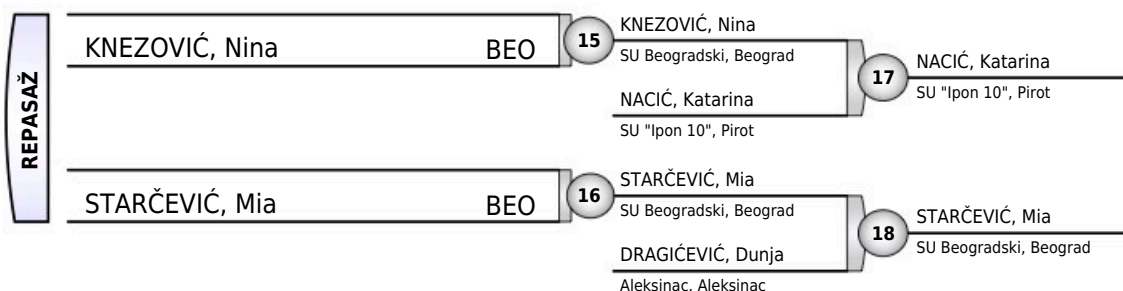 REPASAŽ
KNEZOVIĆ, Nina BEO
15
KNEZOVIĆ, Nina
SU Beogradski, Beograd
NACIĆ, Katarina
SU "Ipon 10", Pirot
17
NACIĆ, Katarina
SU "Ipon 10", Pirot
STARČEVIĆ, Mia BEO
16
STARČEVIĆ, Mia
SU Beogradski, Beograd
DRAGIĆEVIĆ, Dunja
Aleksinac, Aleksinac
18
STARČEVIĆ, Mia
SU Beogradski, Beograd